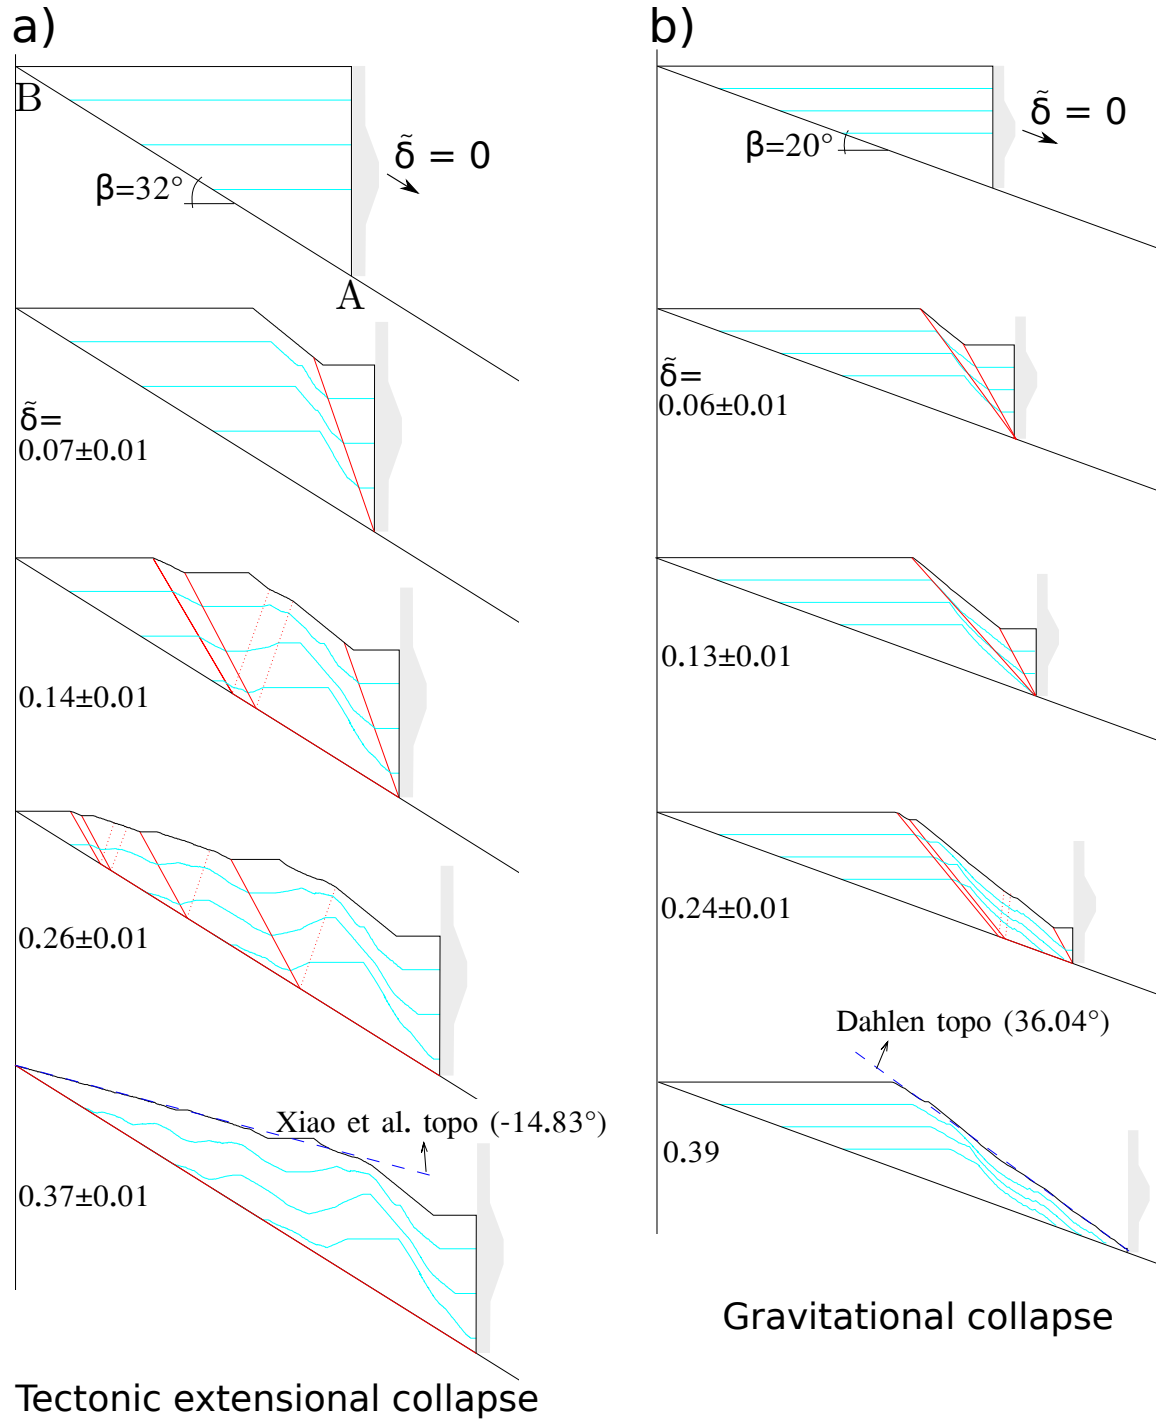 a)
B
β=32°
δ̃ = 0
A
δ̃=
0.07±0.01
0.14±0.01
0.26±0.01
Xiao et al. topo (-14.83°)
0.37±0.01
Tectonic extensional collapse
b)
β=20°
δ̃ = 0
δ̃=
0.06±0.01
0.13±0.01
0.24±0.01
Dahlen topo (36.04°)
0.39
Gravitational collapse